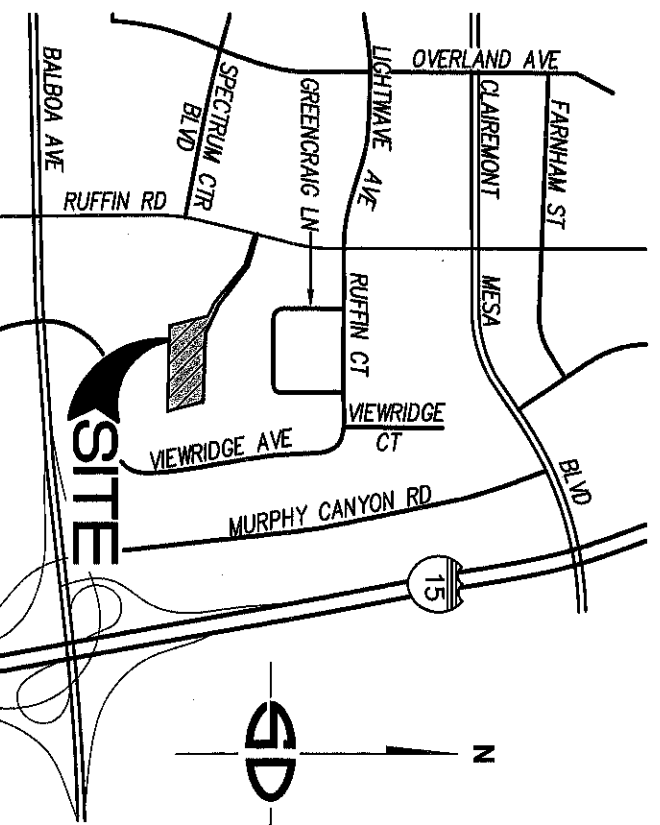 OVERLAND AVE
FARNHAM ST
CLAIREMONT
MESA
BLVD
LIGHTWAVE AVE
GREENCRAIG LN
SPECTRUM CTR
BLVD
BALBOA AVE
RUFFIN RD
RUFFIN CT
VIEWRIDGE
CT
VIEWRIDGE AVE
MURPHY CANYON RD
15
SITE
N
SD